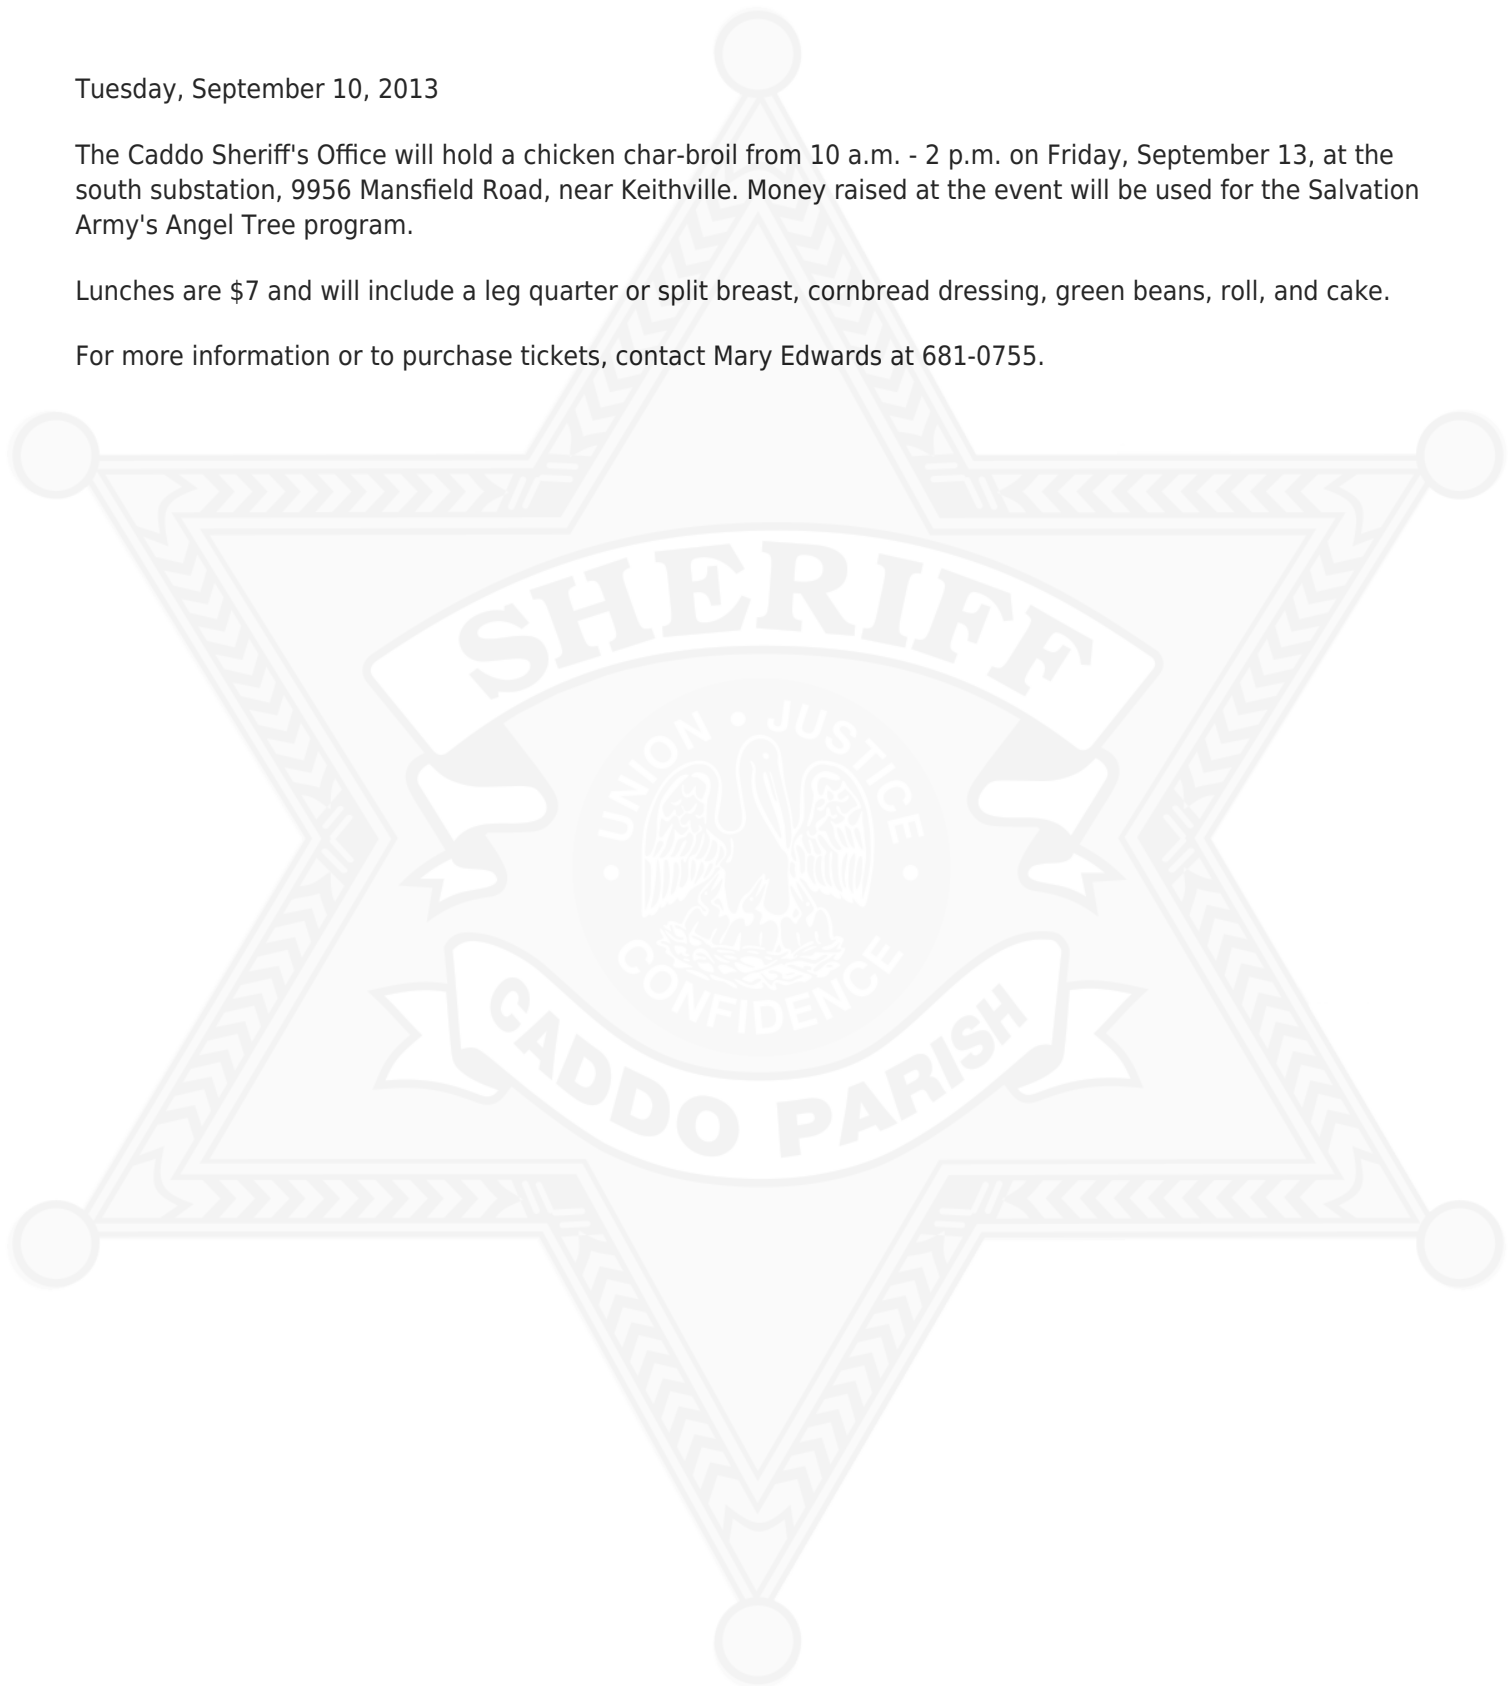 Tuesday, September 10, 2013
The Caddo Sheriff's Office will hold a chicken char-broil from 10 a.m. - 2 p.m. on Friday, September 13, at the
south substation, 9956 Mansfield Road, near Keithville. Money raised at the event will be used for the Salvation
Army's Angel Tree program.
Lunches are $7 and will include a leg quarter or split breast, cornbread dressing, green beans, roll, and cake.
For more information or to purchase tickets, contact Mary Edwards at 681-0755.
SHERIFF
UNION • JUSTICE
• CONFIDENCE •
CADDO PARISH